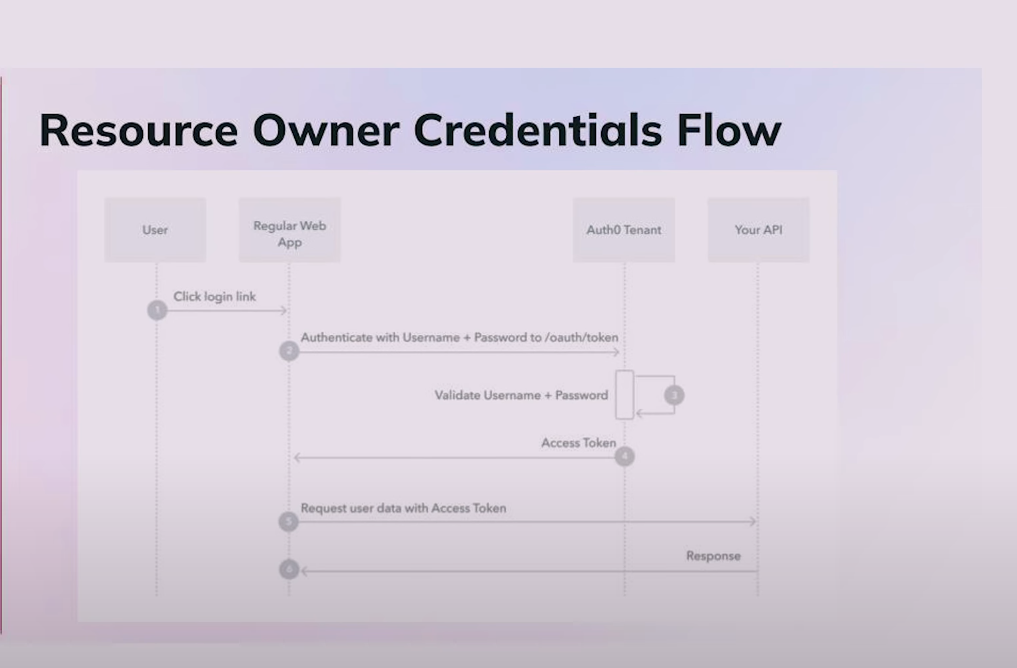 Resource Owner Credentials Flow
User
Regular Web
App
Auth0 Tenant
Your API
Click login link
1
Authenticate with Username + Password to /oauth/token
2
Validate Username + Password
3
Access Token
4
Request user data with Access Token
5
Response
6